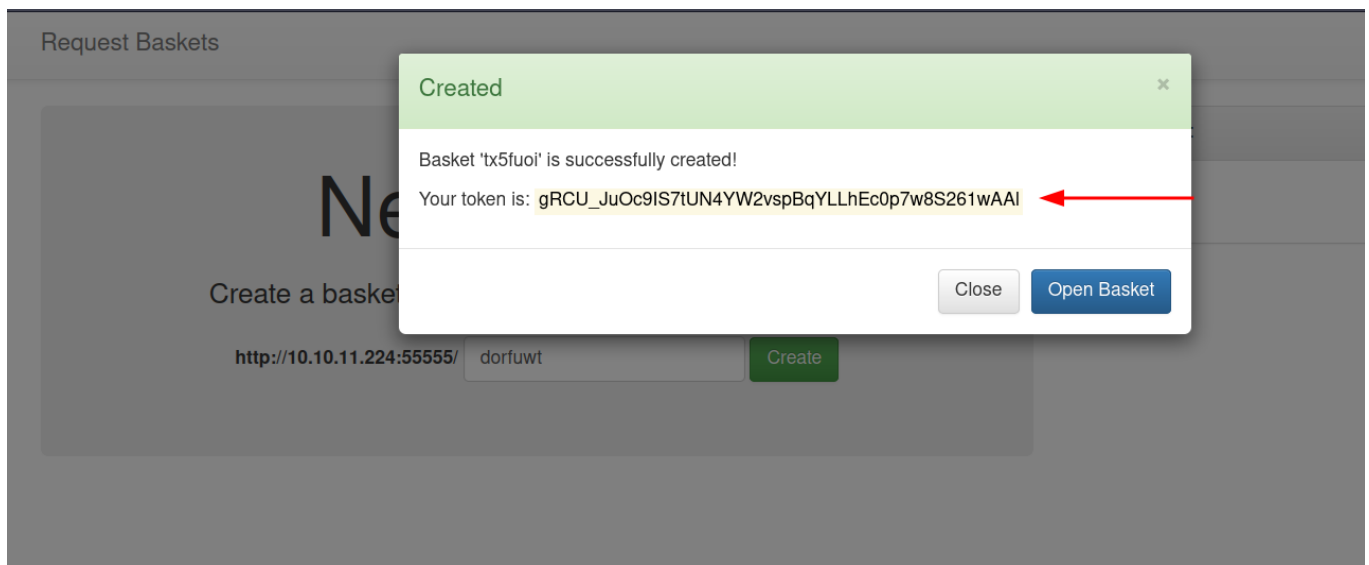 Request Baskets
Created ×
Basket 'tx5fuoi' is successfully created!
Your token is: gRCU_JuOc9IS7tUN4YW2vspBqYLLhEc0p7w8S261wAAl
Ne
Create a basket
Close Open Basket
http://10.10.11.224:55555/ dorfuwt Create